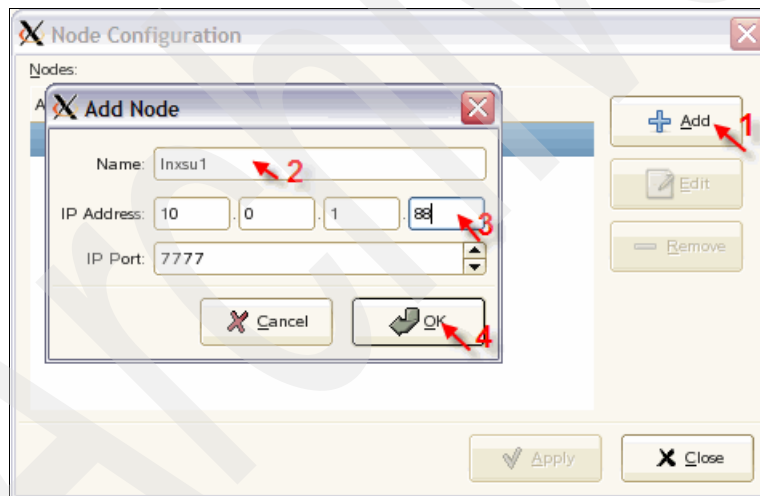 Node Configuration
Nodes:
A
Add Node
Add 1
Name: lnxsu1 2
Edit
IP Address: 10 . 0 . 1 . 88 3
IP Port: 7777
Remove
Cancel OK 4
Apply Close